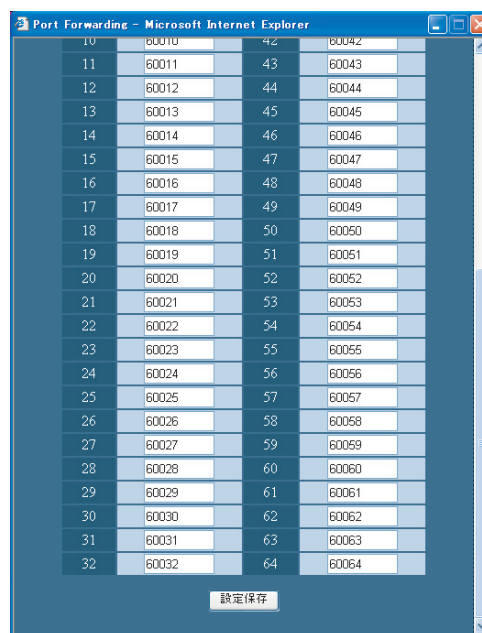 Port Forwarding - Microsoft Internet Explorer
10 60010 42 60042
11 60011 43 60043
12 60012 44 60044
13 60013 45 60045
14 60014 46 60046
15 60015 47 60047
16 60016 48 60048
17 60017 49 60049
18 60018 50 60050
19 60019 51 60051
20 60020 52 60052
21 60021 53 60053
22 60022 54 60054
23 60023 55 60055
24 60024 56 60056
25 60025 57 60057
26 60026 58 60058
27 60027 59 60059
28 60028 60 60060
29 60029 61 60061
30 60030 62 60062
31 60031 63 60063
32 60032 64 60064
設定保存